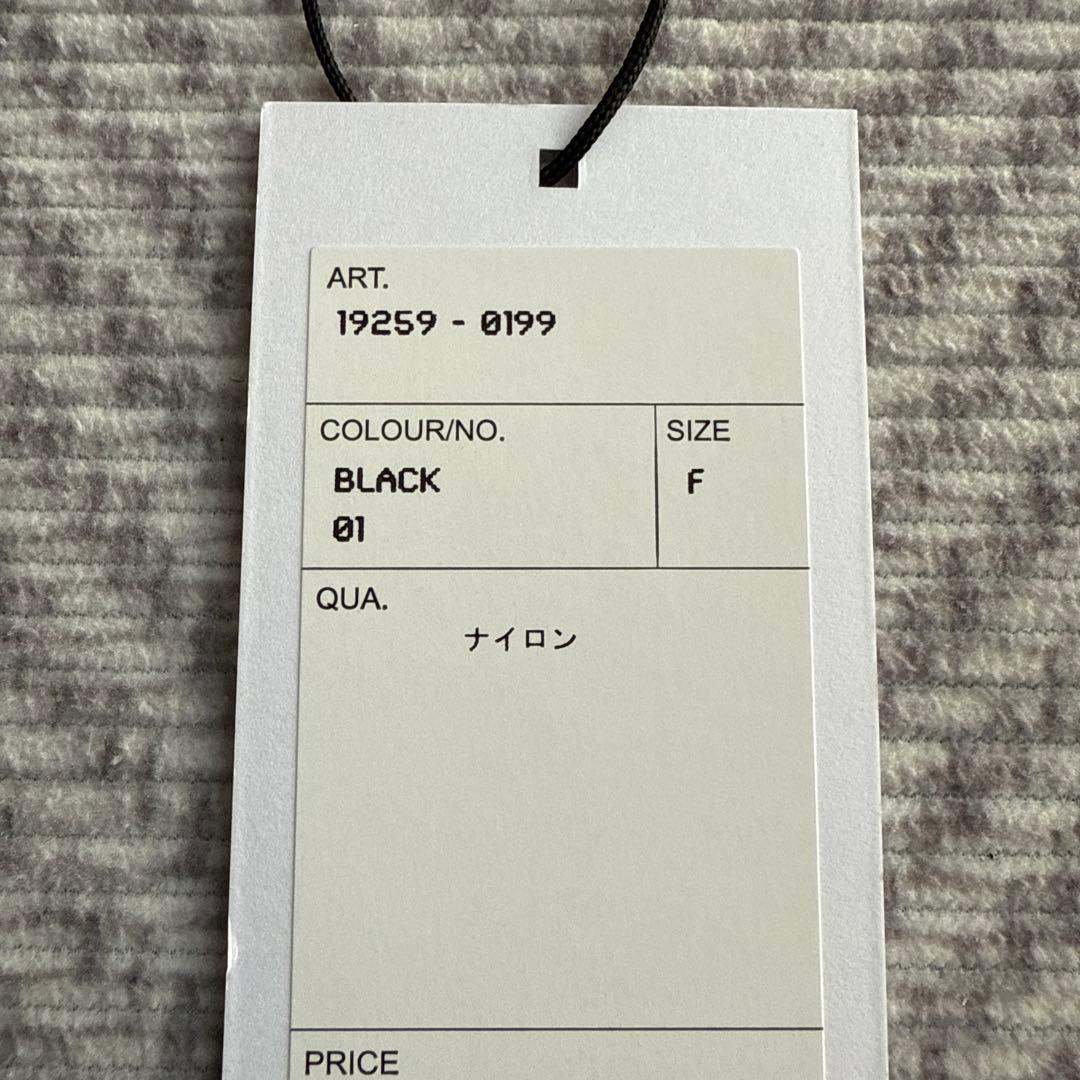 ART.
19259 - 0199
COLOUR/NO.
BLACK
01
SIZE
F
QUA.
ナイロン
PRICE